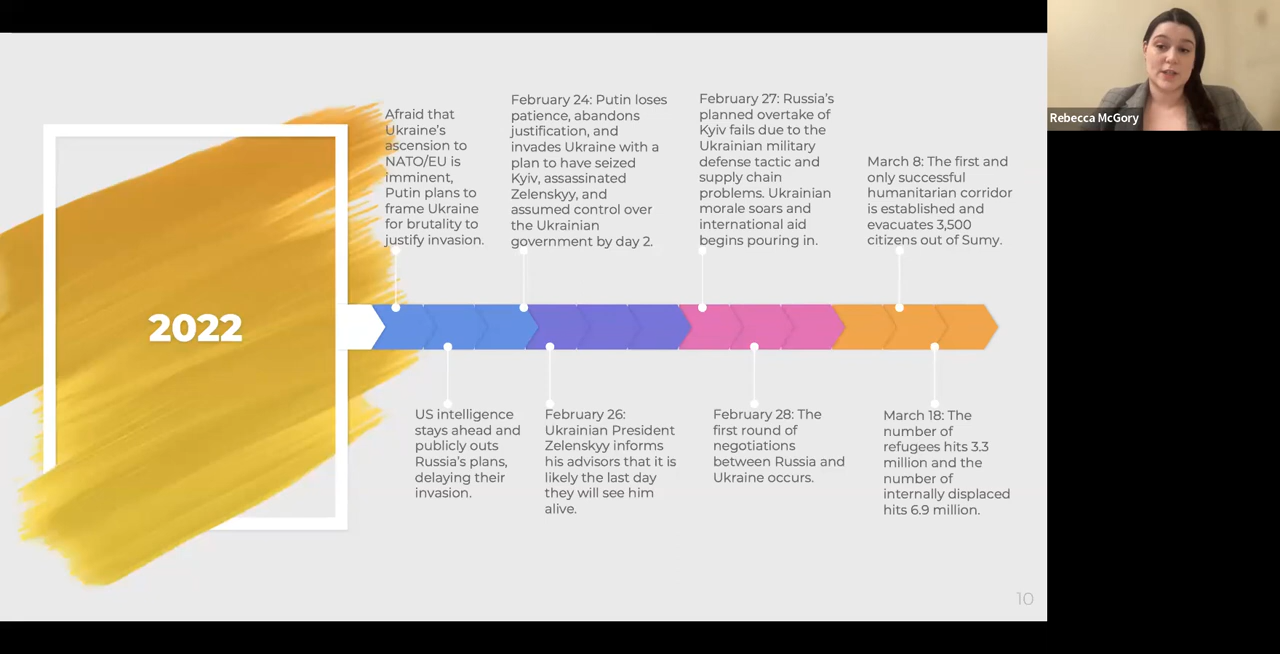 Rebecca McGory
2022
Afraid that
Ukraine's
ascension to
NATO/EU is
imminent,
Putin plans to
frame Ukraine
for brutality to
justify invasion.
US intelligence
stays ahead and
publicly outs
Russia's plans,
delaying their
invasion.
February 24: Putin loses
patience, abandons
justification, and
invades Ukraine with a
plan to have seized
Kyiv, assassinated
Zelenskyy, and
assumed control over
the Ukrainian
government by day 2.
February 26:
Ukrainian President
Zelenskyy informs
his advisors that it is
likely the last day
they will see him
alive.
February 27: Russia's
planned overtake of
Kyiv fails due to the
Ukrainian military
defense tactic and
supply chain
problems. Ukrainian
morale soars and
international aid
begins pouring in.
February 28: The
first round of
negotiations
between Russia and
Ukraine occurs.
March 8: The first and
only successful
humanitarian corridor
is established and
evacuates 3,500
citizens out of Sumy.
March 18: The
number of
refugees hits 3.3
million and the
number of
internally displaced
hits 6.9 million.
10